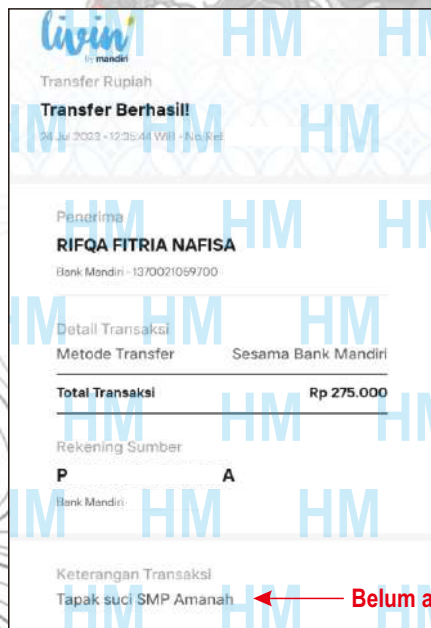 livin'
by mandiri
Transfer Rupiah
Transfer Berhasil!
24 Jul 2023 - 12:35:44 WIB - No.Ref.
Penerima
RIFQA FITRIA NAFISA
Bank Mandiri - 1370021059700
Detail Transaksi
Metode Transfer Sesama Bank Mandiri
Total Transaksi Rp 275.000
Rekening Sumber
P A
Bank Mandiri
Keterangan Transaksi
Tapak suci SMP Amanah Belum a
HM